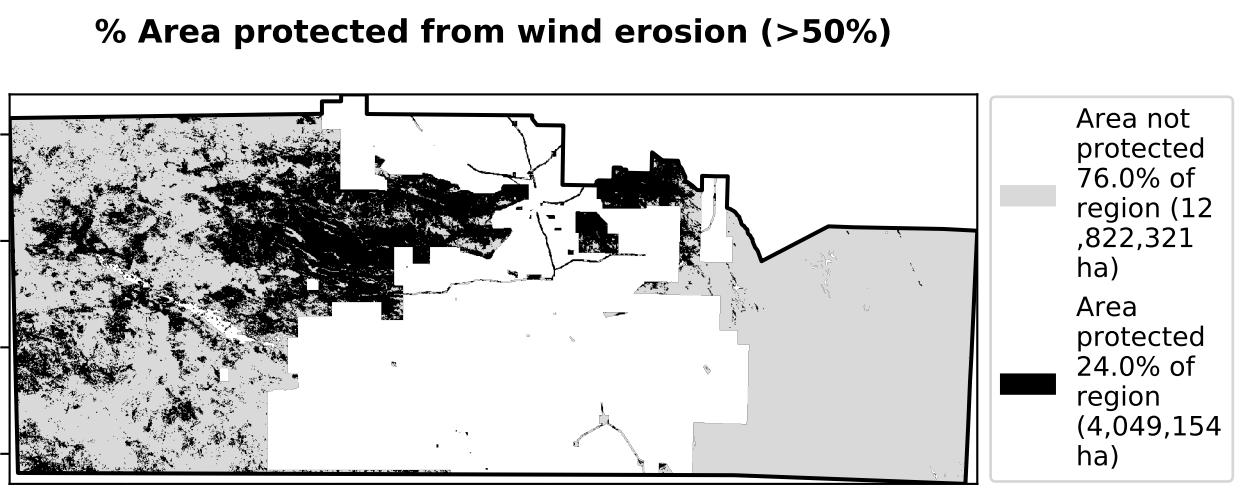 % Area protected from wind erosion (>50%)
Area not
protected
76.0% of
region (12
,822,321
ha)
Area
protected
24.0% of
region
(4,049,154
ha)